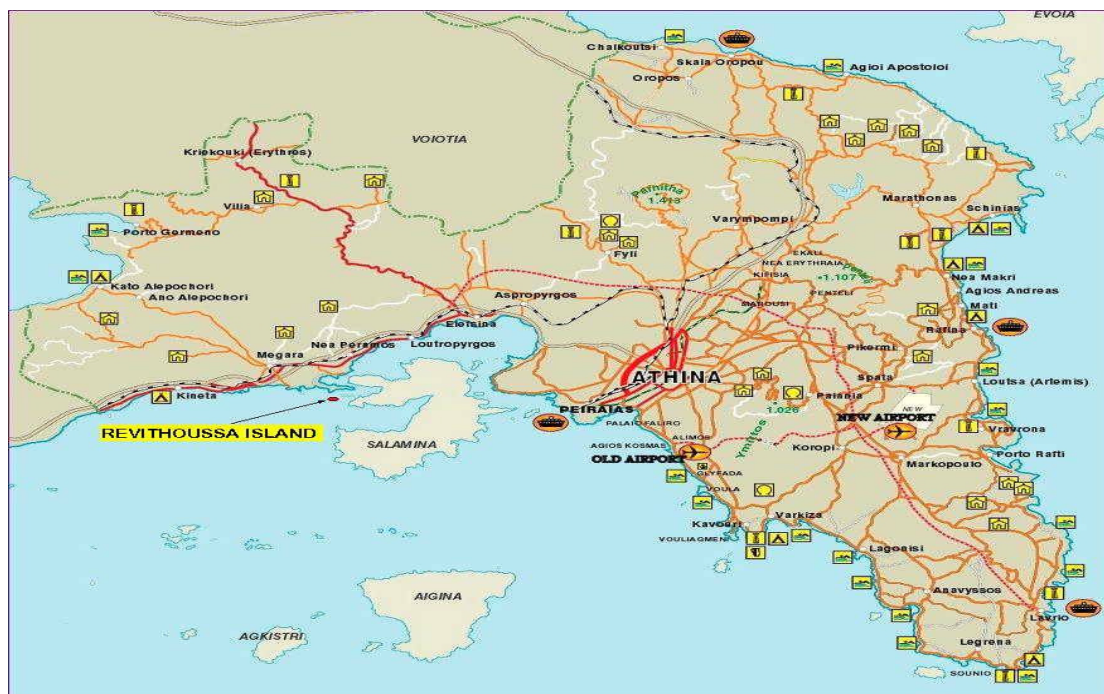 EVOIA
Chalkoutsi
Skala Oropou
Oropos
Agioi Apostoloi
VOIOTIA
Kriekouki (Erythres)
Parnitha
1.413
Marathonas
Vilia
Schinias
Varympompi
Porto Germeno
Fyli
EKALI
NEA ERYTHRAIA
KIFISIA
1.107
Nea Makri
Kato Alepochori
PENTELI
Agios Andreas
Ano Alepochori
Aspropyrgos
MAROUSI
Mati
Elefsina
Rafina
Nea Peramos
Loutropyrgos
Pikermi
Megara
ATHINA
Spata
Loutsa (Artemis)
Kineta
Paiania
PEIRAIAS
1.026
NEW
NEW AIRPORT
REVITHOUSSA ISLAND
PALAIO FALIRO
Vravrona
SALAMINA
AGIOS KOSMAS
ALIMOS
Ymittos
Koropi
Porto Rafti
OLD AIRPORT
Markopoulo
GLYFADA
VOULA
Varkiza
Kavouri
VOULIAGMENI
Lagonisi
AIGINA
Anavyssos
Lavrio
AGKISTRI
Legrena
SOUNIO